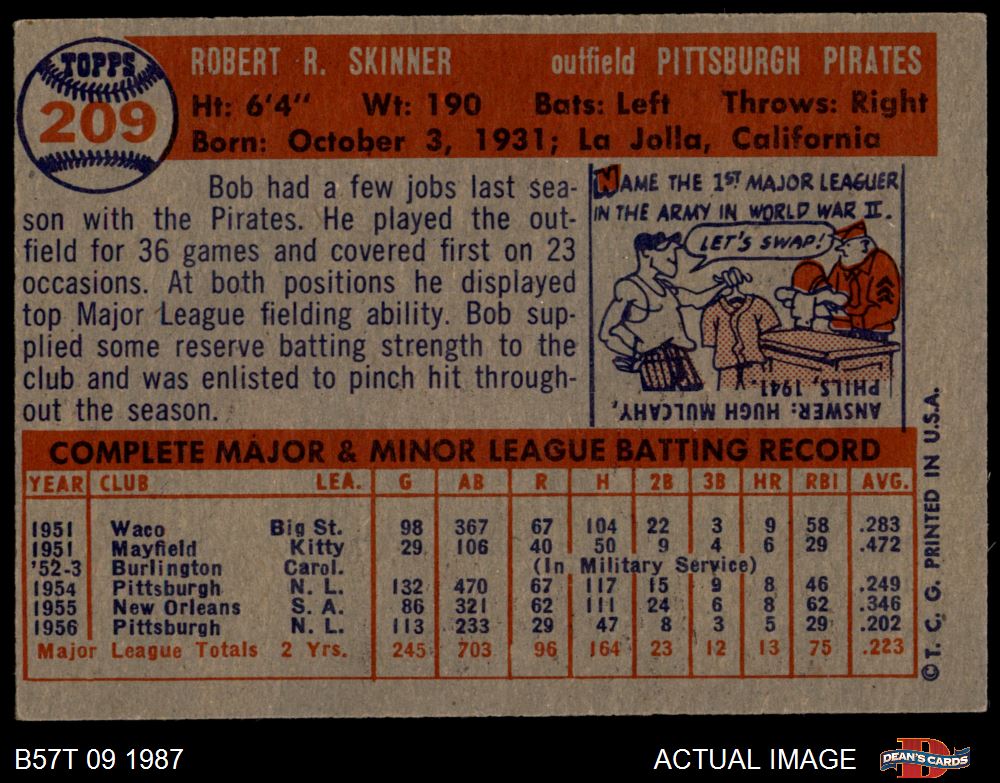 TOPPS
209
ROBERT R. SKINNER outfield PITTSBURGH PIRATES
Ht: 6'4" Wt: 190 Bats: Left Throws: Right
Born: October 3, 1931; La Jolla, California
Bob had a few jobs last sea-
son with the Pirates. He played the out-
field for 36 games and covered first on 23
occasions. At both positions he displayed
top Major League fielding ability. Bob sup-
plied some reserve batting strength to the
club and was enlisted to pinch hit through-
out the season.
NAME THE 1ST MAJOR LEAGUER
IN THE ARMY IN WORLD WAR II.
LET'S SWAP!
ANSWER: HUGH MULCAHY,
PHILS, 1941.
COMPLETE MAJOR & MINOR LEAGUE BATTING RECORD
YEAR CLUB LEA. G AB R H 2B 3B HR RBI AVG.
1951 Waco Big St. 98 367 67 104 22 3 9 58 .283
1951 Mayfield Kitty 29 106 40 50 9 4 6 29 .472
'52-3 Burlington Carol. (In Military Service)
1954 Pittsburgh N. L. 132 470 67 117 15 9 8 46 .249
1955 New Orleans S. A. 86 321 62 111 24 6 8 62 .346
1956 Pittsburgh N. L. 113 233 29 47 8 3 5 29 .202
Major League Totals 2 Yrs. 245 703 96 164 23 12 13 75 .223
©T. C. G. PRINTED IN U.S.A.
B57T 09 1987 ACTUAL IMAGE
D
DEAN'S CARDS